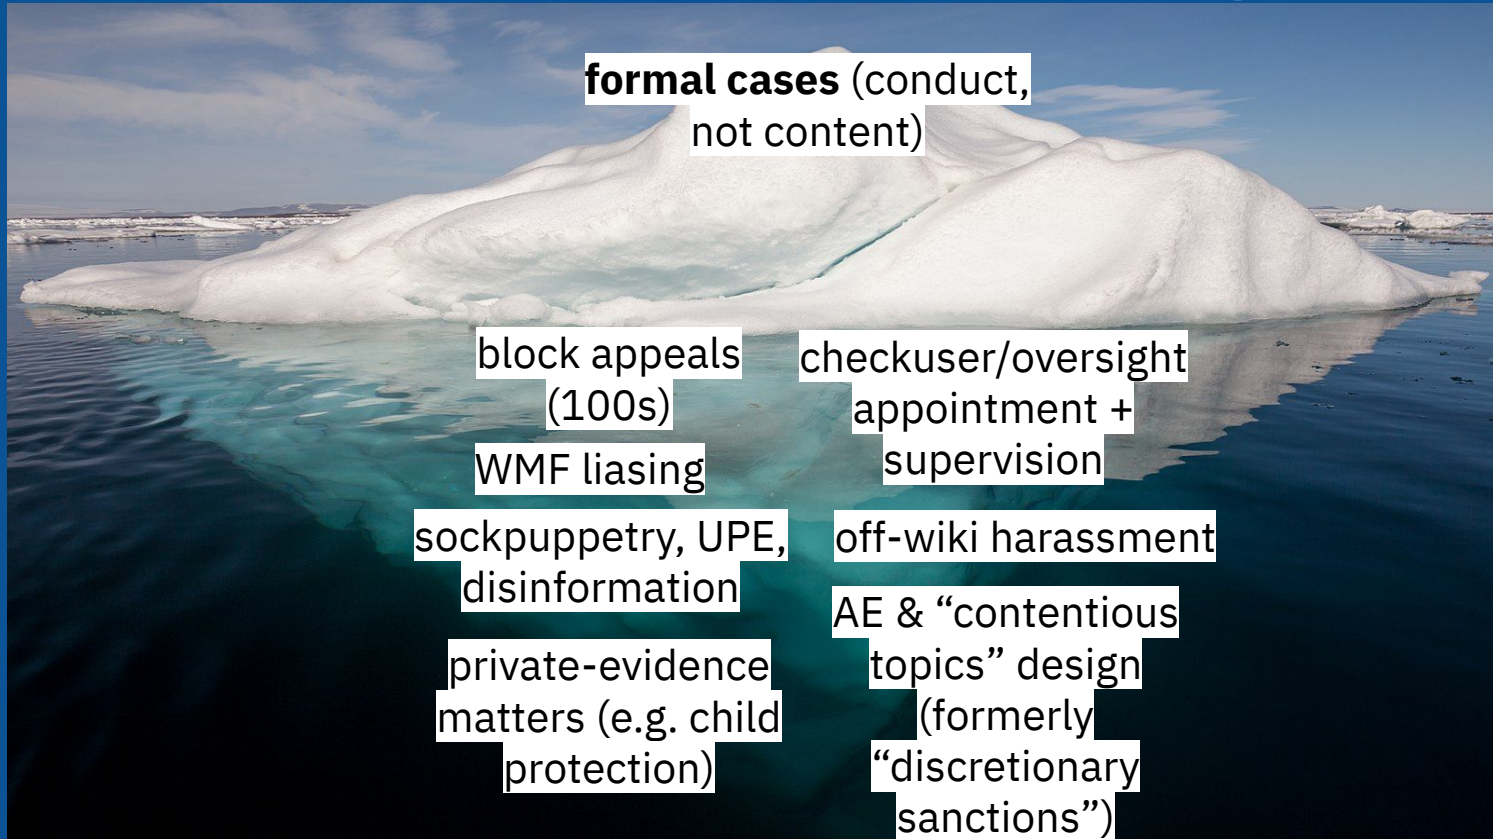 formal cases (conduct,
not content)
block appeals
(100s)
WMF liasing
sockpuppetry, UPE,
disinformation
private-evidence
matters (e.g. child
protection)
checkuser/oversight
appointment +
supervision
off-wiki harassment
AE & “contentious
topics” design
(formerly
“discretionary
sanctions”)